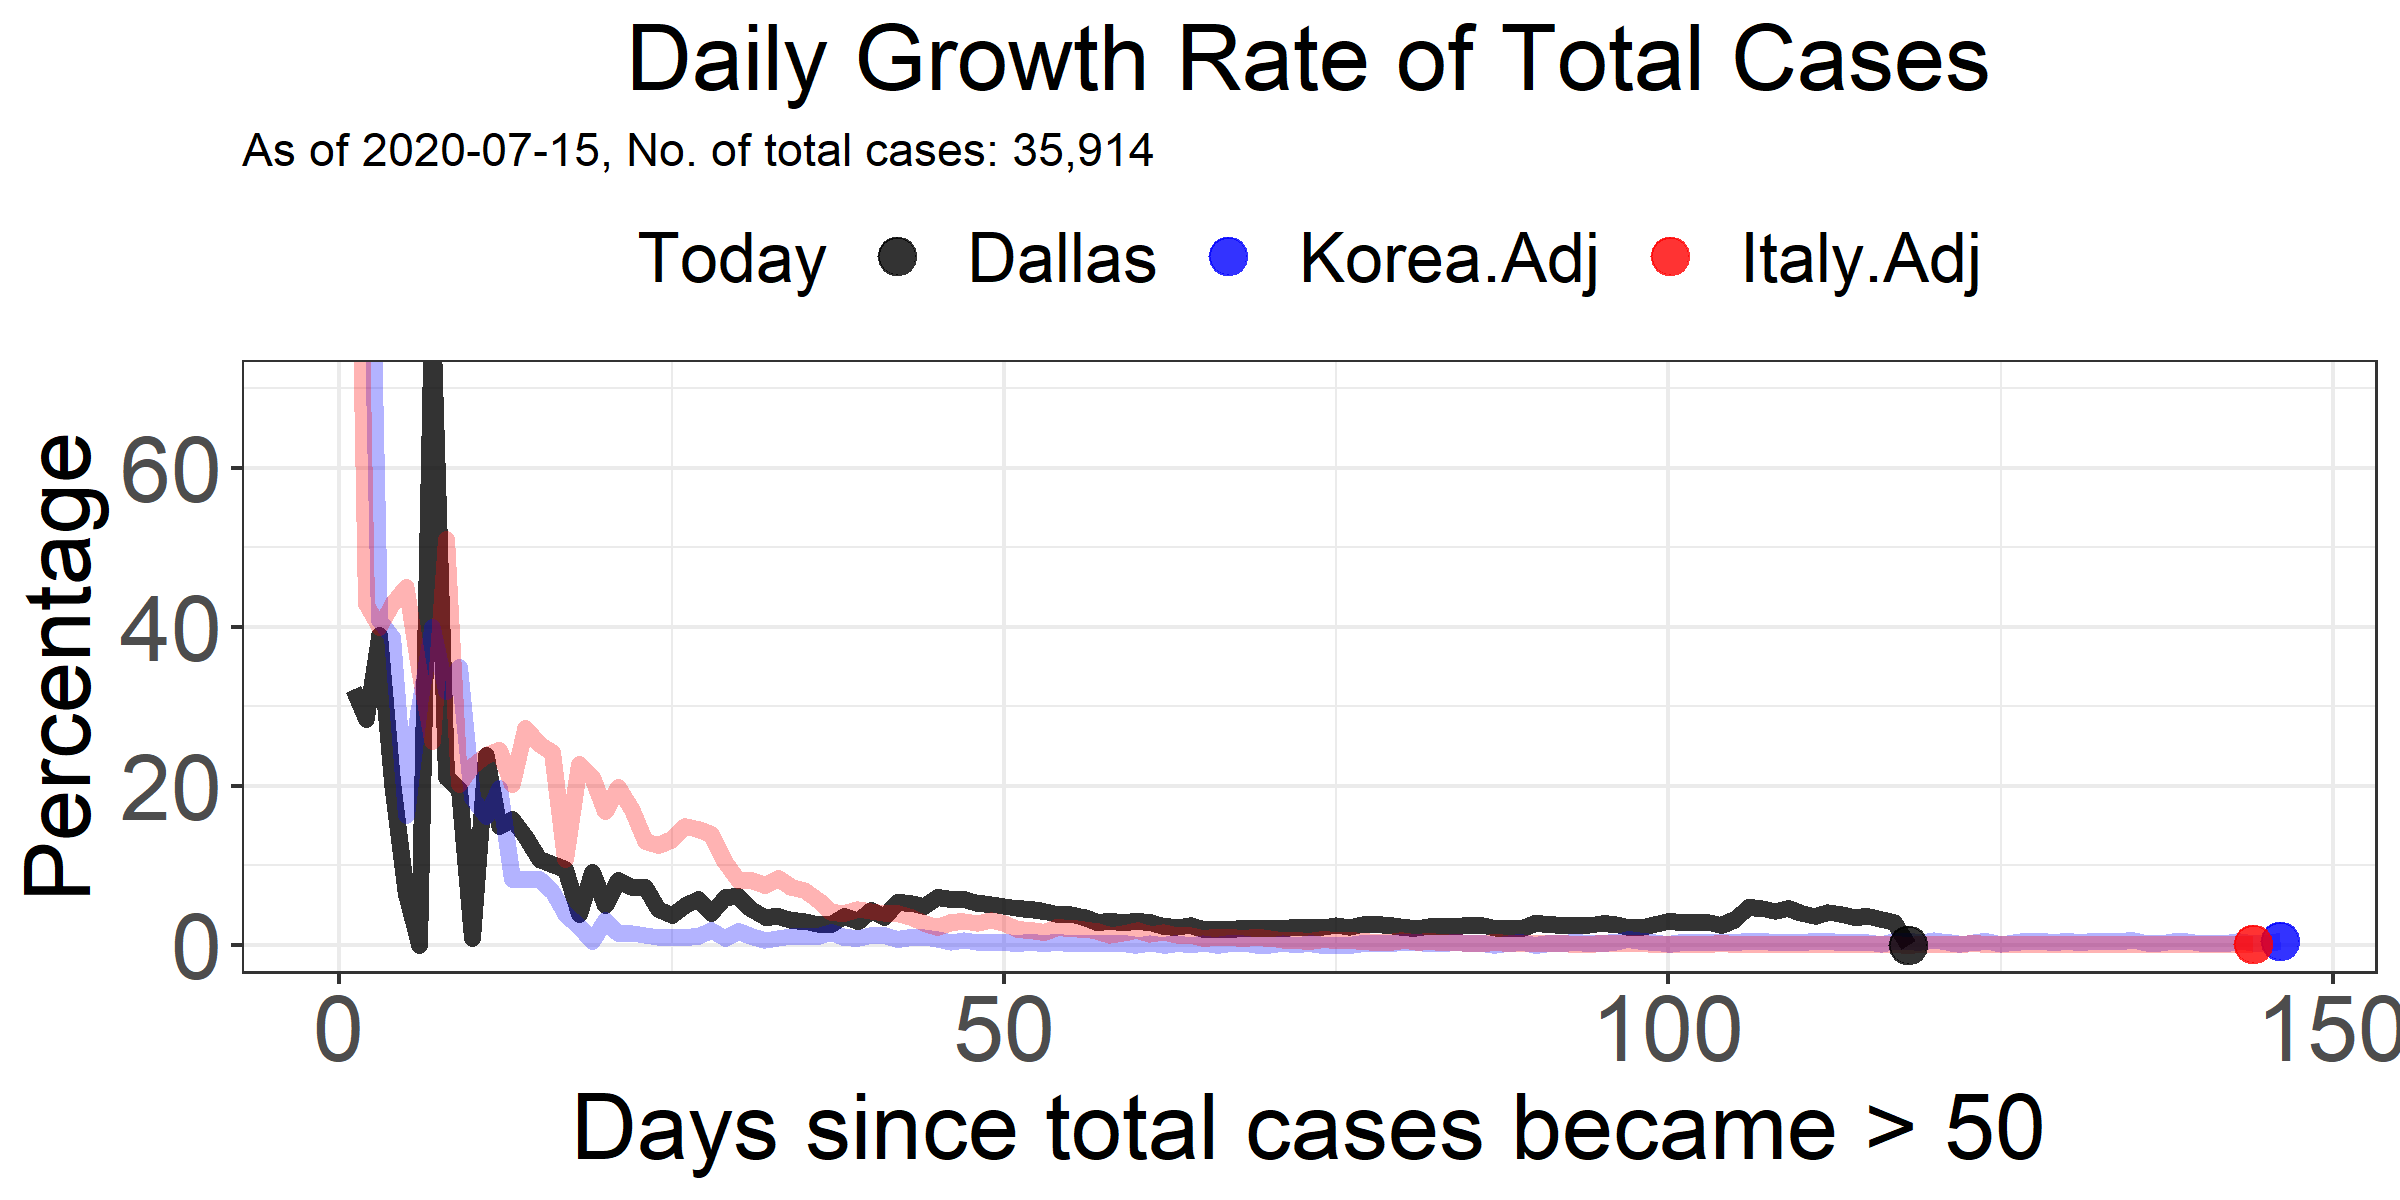 Daily Growth Rate of Total Cases
As of 2020-07-15, No. of total cases: 35,914
Today Dallas Korea.Adj Italy.Adj
Percentage
60
40
20
0
0 50 100 150
Days since total cases became > 50